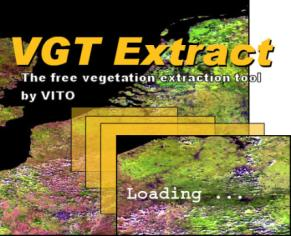 VGT Extract
The free vegetation extraction tool
by VITO
Loading ...